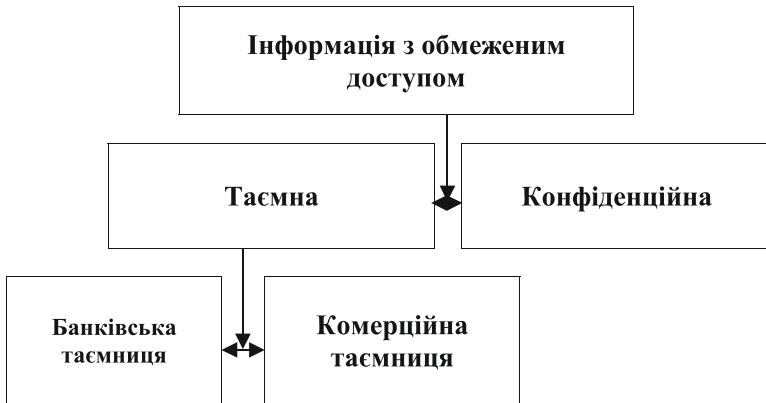 Інформація з обмеженим
доступом
Таємна
Конфіденційна
Банківська
таємниця
Комерційна
таємниця